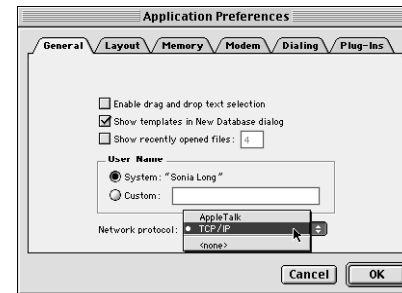 Application Preferences
General Layout Memory Modem Dialing Plug-Ins
Enable drag and drop text selection
Show templates in New Database dialog
Show recently opened files: 4
User Name
System: "Sonia Long"
Custom:
AppleTalk
Network protocol: TCP/IP
<none>
Cancel OK